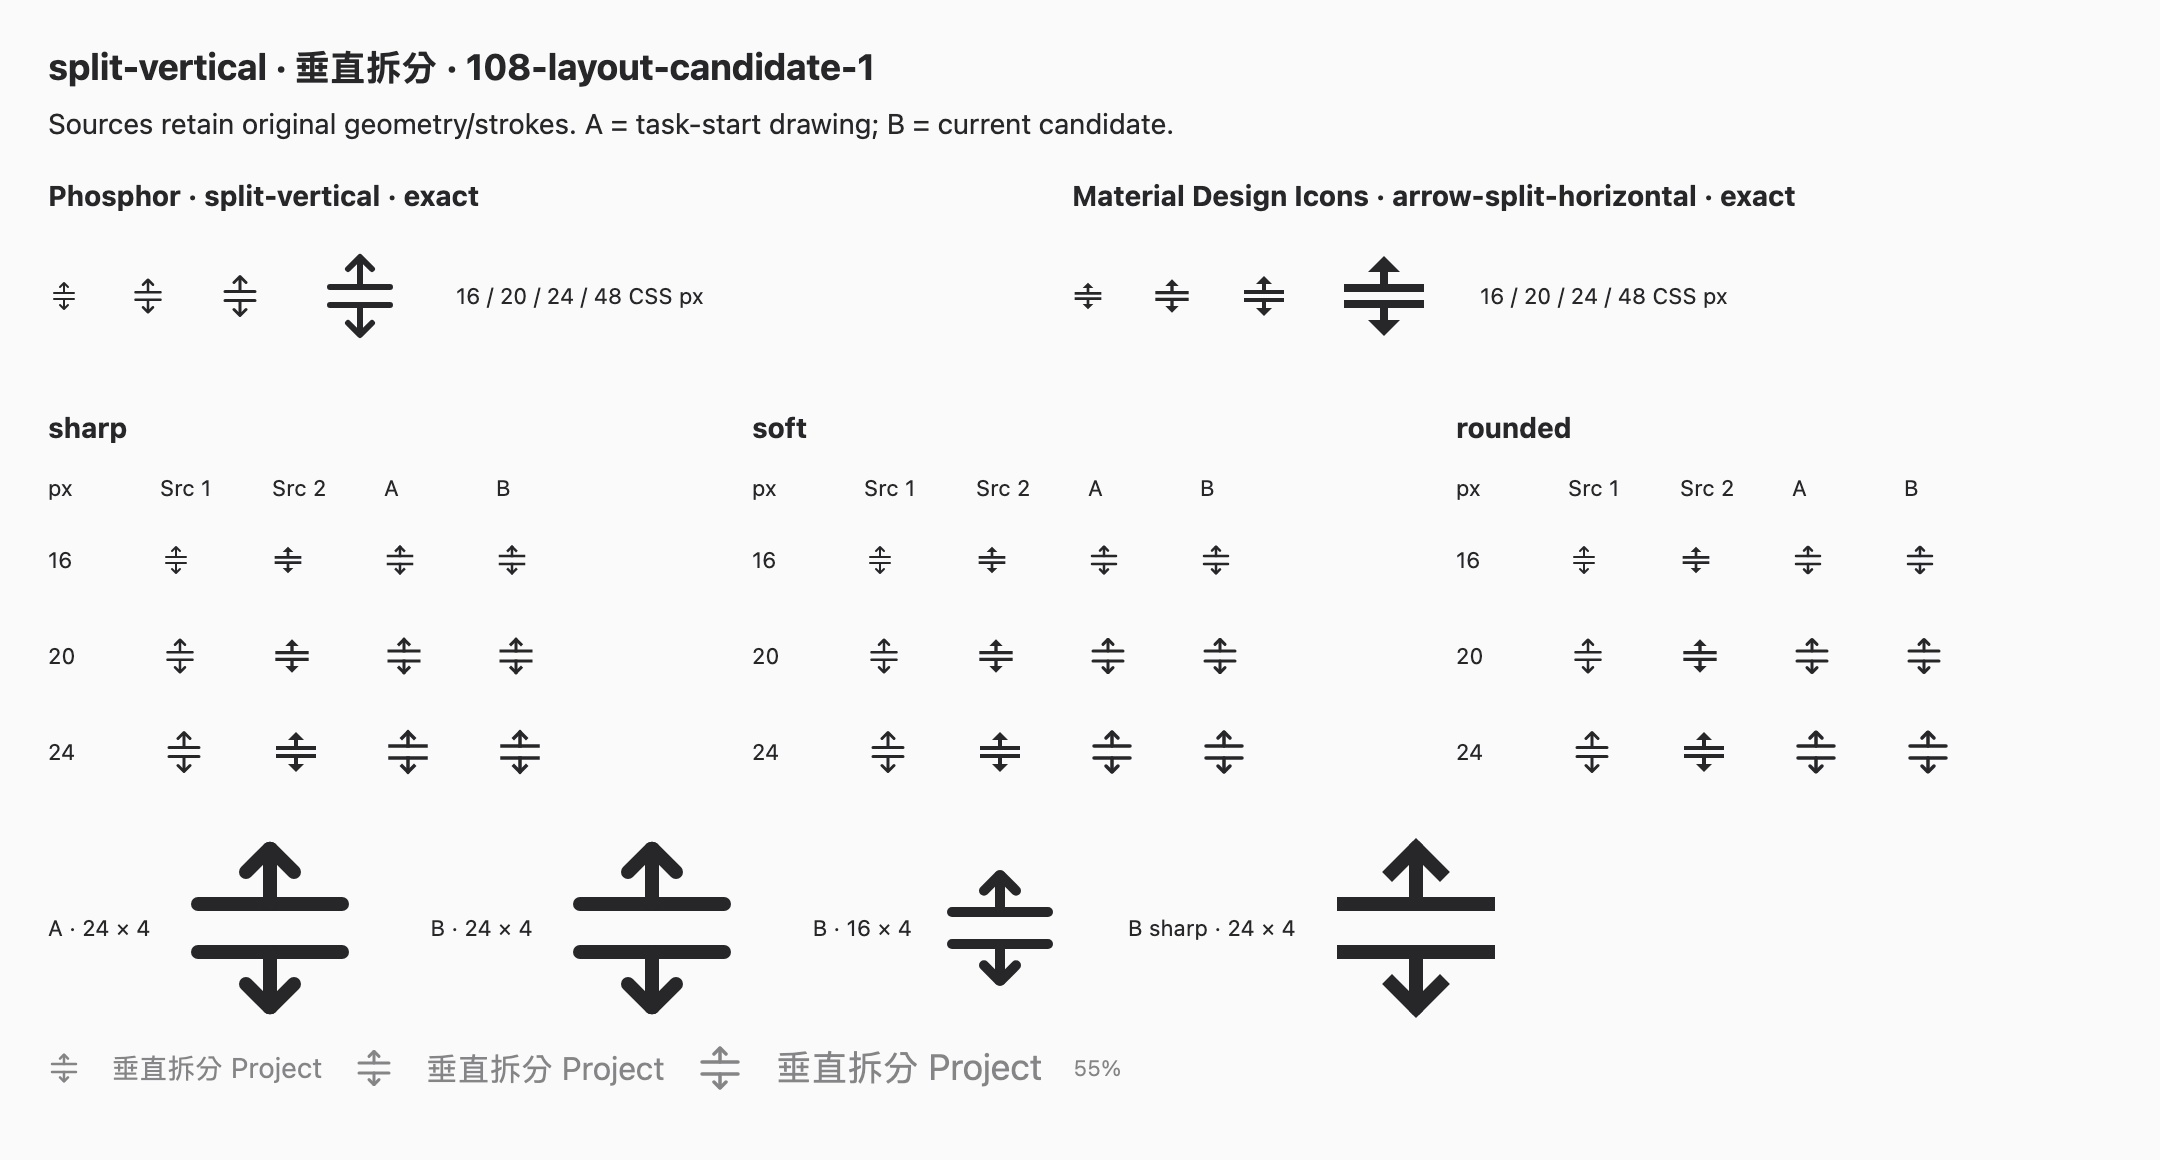 split-vertical · 垂直拆分 · 108-layout-candidate-1
Sources retain original geometry/strokes. A = task-start drawing; B = current candidate.
Phosphor · split-vertical · exact
16 / 20 / 24 / 48 CSS px
Material Design Icons · arrow-split-horizontal · exact
16 / 20 / 24 / 48 CSS px
sharp
px Src 1 Src 2 A B
16
20
24
soft
px Src 1 Src 2 A B
16
20
24
rounded
px Src 1 Src 2 A B
16
20
24
A · 24 × 4
B · 24 × 4
B · 16 × 4
B sharp · 24 × 4
垂直拆分 Project
垂直拆分 Project
垂直拆分 Project
55%